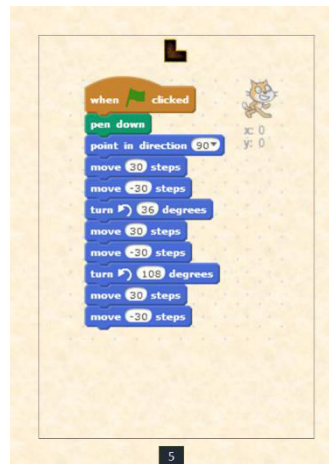 L
when clicked
x: 0
pen down
y: 0
point in direction 90
move 30 steps
move -30 steps
turn 36 degrees
move 30 steps
move -30 steps
turn 108 degrees
move 30 steps
move -30 steps
5